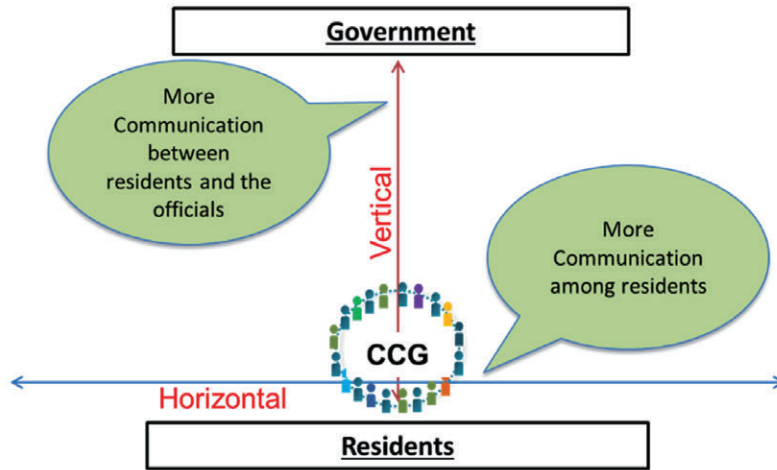 Government
More
Communication
between
residents and the
officials
Vertical
More
Communication
among residents
CCG
Horizontal
Residents